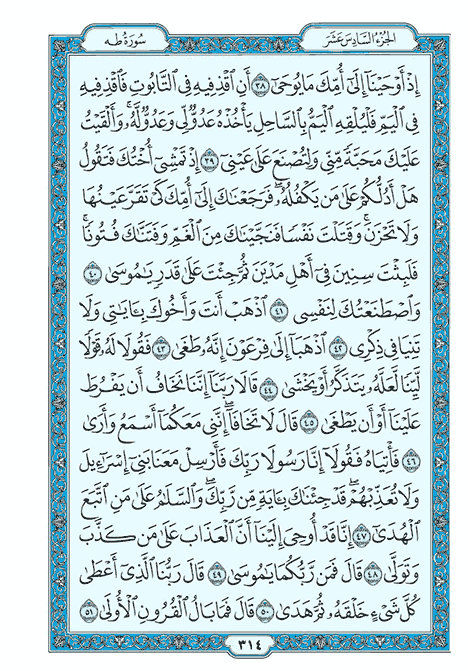 سُورَةُ طه
الجُزْءُ السَّادِسَ عَشَرَ
إِذْ أَوْحَيْنَآ إِلَىٰٓ أُمِّكَ مَا يُوحَىٰٓ ٣٨ أَنِ ٱقْذِفِيهِ فِى ٱلتَّابُوتِ فَٱقْذِفِيهِ
فِى ٱلْيَمِّ فَلْيُلْقِهِ ٱلْيَمُّ بِٱلسَّاحِلِ يَأْخُذْهُ عَدُوٌّ لِّى وَعَدُوٌّ لَّهُۥ ۚ وَأَلْقَيْتُ
عَلَيْكَ مَحَبَّةً مِّنِّى وَلِتُصْنَعَ عَلَىٰ عَيْنِىٓ ٣٩ إِذْ تَمْشِىٓ أُخْتُكَ فَتَقُولُ
هَلْ أَدُلُّكُمْ عَلَىٰ مَن يَكْفُلُهُۥ ۖ فَرَجَعْنَٰكَ إِلَىٰٓ أُمِّكَ كَىْ تَقَرَّ عَيْنُهَا
وَلَا تَحْزَنَ ۚ وَقَتَلْتَ نَفْسًا فَنَجَّيْنَٰكَ مِنَ ٱلْغَمِّ وَفَتَنَّٰكَ فُتُونًا ۚ
فَلَبِثْتَ سِنِينَ فِىٓ أَهْلِ مَدْيَنَ ثُمَّ جِئْتَ عَلَىٰ قَدَرٍ يَٰمُوسَىٰ ٤٠
وَٱصْطَنَعْتُكَ لِنَفْسِى ٤١ ٱذْهَبْ أَنتَ وَأَخُوكَ بِـَٔايَٰتِى وَلَا
تَنِيَا فِى ذِكْرِى ٤٢ ٱذْهَبَآ إِلَىٰ فِرْعَوْنَ إِنَّهُۥ طَغَىٰ ٤٣ فَقُولَا لَهُۥ قَوْلًا
لَّيِّنًا لَّعَلَّهُۥ يَتَذَكَّرُ أَوْ يَخْشَىٰ ٤٤ قَالَا رَبَّنَآ إِنَّنَا نَخَافُ أَن يَفْرُطَ
عَلَيْنَآ أَوْ أَن يَطْغَىٰ ٤٥ قَالَ لَا تَخَافَآ ۖ إِنَّنِى مَعَكُمَآ أَسْمَعُ وَأَرَىٰ
٤٦ فَأْتِيَاهُ فَقُولَآ إِنَّا رَسُولَا رَبِّكَ فَأَرْسِلْ مَعَنَا بَنِىٓ إِسْرَٰٓءِيلَ
وَلَا تُعَذِّبْهُمْ ۖ قَدْ جِئْنَٰكَ بِـَٔايَةٍ مِّن رَّبِّكَ ۖ وَٱلسَّلَٰمُ عَلَىٰ مَنِ ٱتَّبَعَ
ٱلْهُدَىٰٓ ٤٧ إِنَّا قَدْ أُوحِىَ إِلَيْنَآ أَنَّ ٱلْعَذَابَ عَلَىٰ مَن كَذَّبَ
وَتَوَلَّىٰ ٤٨ قَالَ فَمَن رَّبُّكُمَا يَٰمُوسَىٰ ٤٩ قَالَ رَبُّنَا ٱلَّذِىٓ أَعْطَىٰ
كُلَّ شَىْءٍ خَلْقَهُۥ ثُمَّ هَدَىٰ ٥٠ قَالَ فَمَا بَالُ ٱلْقُرُونِ ٱلْأُولَىٰ ٥١
٣١٤